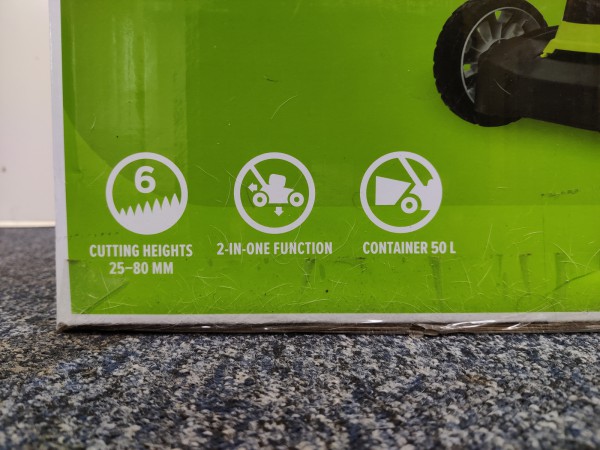 6
CUTTING HEIGHTS
25–80 MM
2-IN-ONE FUNCTION
CONTAINER 50 L